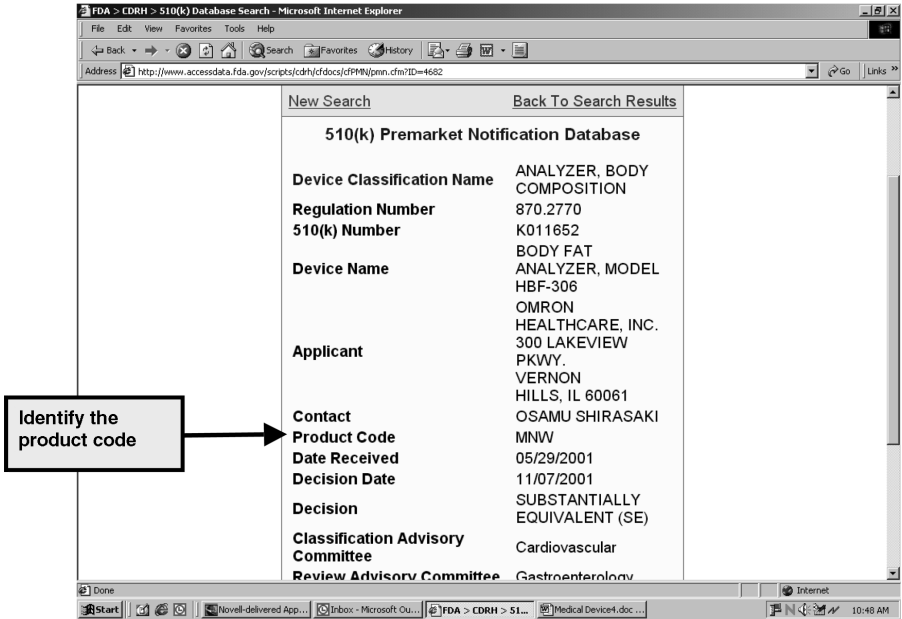 FDA > CDRH > 510(k) Database Search - Microsoft Internet Explorer
File Edit View Favorites Tools Help
Back Search Favorites History
Address http://www.accessdata.fda.gov/scripts/cdrh/cfdocs/cfPMN/pmn.cfm?ID=4682 Go Links »
New Search Back To Search Results
510(k) Premarket Notification Database
Device Classification Name ANALYZER, BODY
COMPOSITION
Regulation Number 870.2770
510(k) Number K011652
Device Name BODY FAT
ANALYZER, MODEL
HBF-306
Applicant OMRON
HEALTHCARE, INC.
300 LAKEVIEW
PKWY.
VERNON
HILLS, IL 60061
Contact OSAMU SHIRASAKI
Identify the
product code
Product Code MNW
Date Received 05/29/2001
Decision Date 11/07/2001
Decision SUBSTANTIALLY
EQUIVALENT (SE)
Classification Advisory
Committee Cardiovascular
Review Advisory Committee Gastroenterology
Done Internet
Start Novell-delivered App... Inbox - Microsoft Ou... FDA > CDRH > 51... Medical Device4.doc ... 10:48 AM